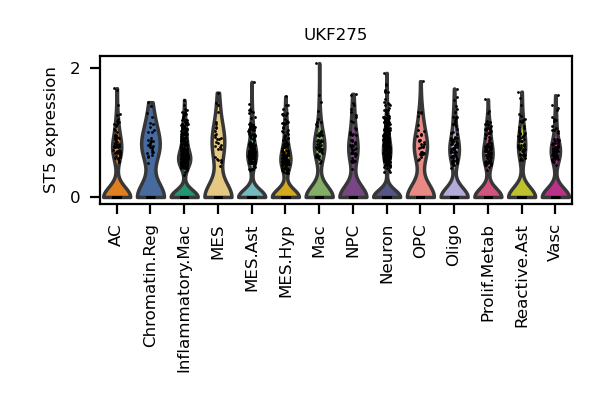 UKF275
ST5 expression
2
0
AC
Chromatin.Reg
Inflammatory.Mac
MES
MES.Ast
MES.Hyp
Mac
NPC
Neuron
OPC
Oligo
Prolif.Metab
Reactive.Ast
Vasc